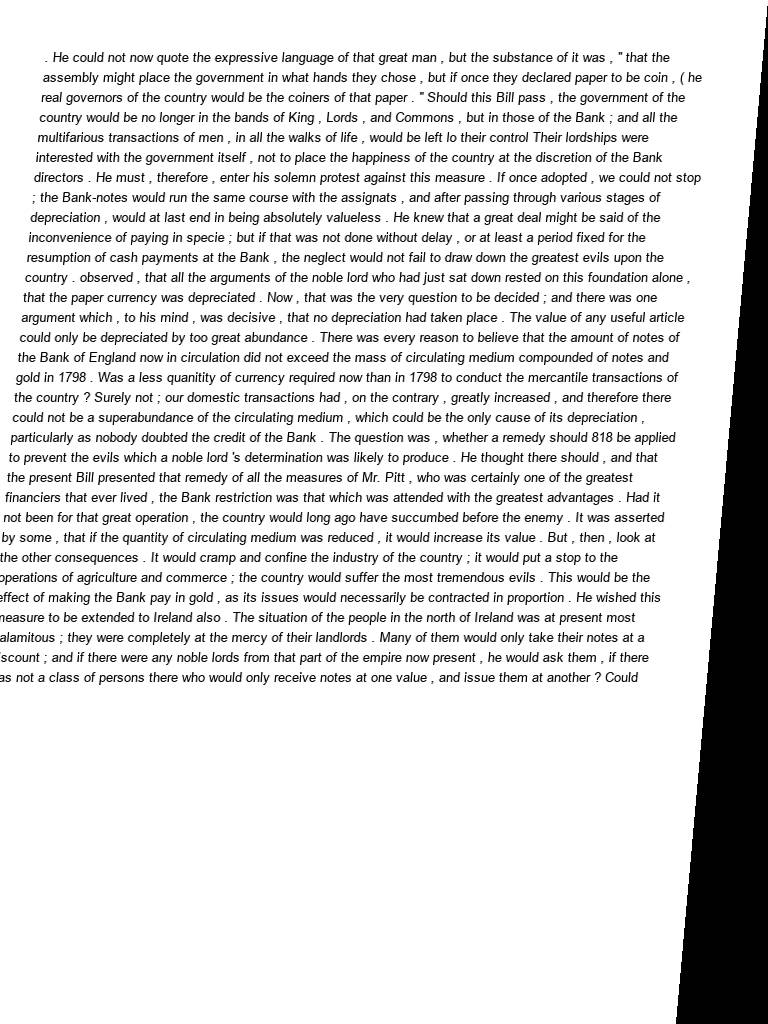 . He could not now quote the expressive language of that great man , but the substance of it was , " that the
assembly might place the government in what hands they chose , but if once they declared paper to be coin , ( he
real governors of the country would be the coiners of that paper . " Should this Bill pass , the government of the
country would be no longer in the bands of King , Lords , and Commons , but in those of the Bank ; and all the
multifarious transactions of men , in all the walks of life , would be left lo their control Their lordships were
interested with the government itself , not to place the happiness of the country at the discretion of the Bank
directors . He must , therefore , enter his solemn protest against this measure . If once adopted , we could not stop
; the Bank-notes would run the same course with the assignats , and after passing through various stages of
depreciation , would at last end in being absolutely valueless . He knew that a great deal might be said of the
inconvenience of paying in specie ; but if that was not done without delay , or at least a period fixed for the
resumption of cash payments at the Bank , the neglect would not fail to draw down the greatest evils upon the
country . observed , that all the arguments of the noble lord who had just sat down rested on this foundation alone ,
that the paper currency was depreciated . Now , that was the very question to be decided ; and there was one
argument which , to his mind , was decisive , that no depreciation had taken place . The value of any useful article
could only be depreciated by too great abundance . There was every reason to believe that the amount of notes of
the Bank of England now in circulation did not exceed the mass of circulating medium compounded of notes and
gold in 1798 . Was a less quanitity of currency required now than in 1798 to conduct the mercantile transactions of
the country ? Surely not ; our domestic transactions had , on the contrary , greatly increased , and therefore there
could not be a superabundance of the circulating medium , which could be the only cause of its depreciation ,
particularly as nobody doubted the credit of the Bank . The question was , whether a remedy should 818 be applied
to prevent the evils which a noble lord 's determination was likely to produce . He thought there should , and that
the present Bill presented that remedy of all the measures of Mr. Pitt , who was certainly one of the greatest
financiers that ever lived , the Bank restriction was that which was attended with the greatest advantages . Had it
not been for that great operation , the country would long ago have succumbed before the enemy . It was asserted
by some , that if the quantity of circulating medium was reduced , it would increase its value . But , then , look at
the other consequences . It would cramp and confine the industry of the country ; it would put a stop to the
operations of agriculture and commerce ; the country would suffer the most tremendous evils . This would be the
effect of making the Bank pay in gold , as its issues would necessarily be contracted in proportion . He wished this
measure to be extended to Ireland also . The situation of the people in the north of Ireland was at present most
alamitous ; they were completely at the mercy of their landlords . Many of them would only take their notes at a
iscount ; and if there were any noble lords from that part of the empire now present , he would ask them , if there
as not a class of persons there who would only receive notes at one value , and issue them at another ? Could